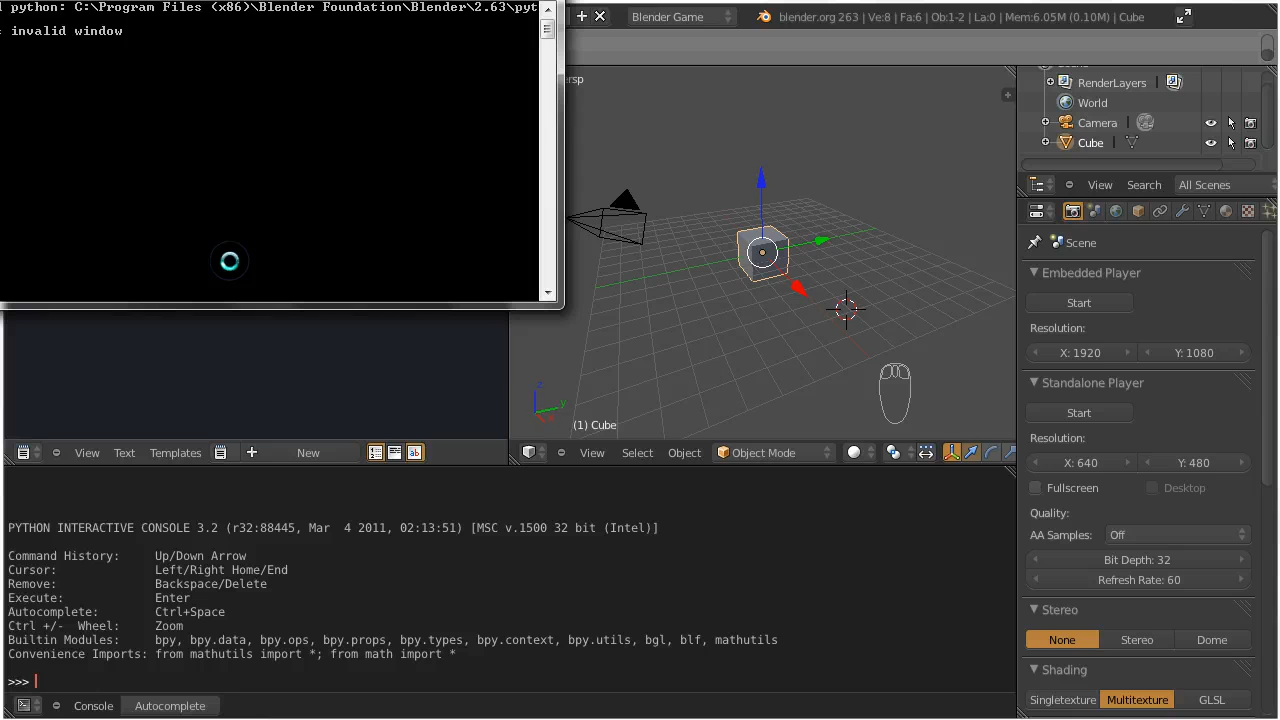 python: C:\Program Files (x86)\Blender Foundation\Blender\2.63\pyt
invalid window
Blender Game
blender.org 263 | Ve:8 | Fa:6 | Ob:1-2 | La:0 | Mem:6.05M (0.10M) | Cube
ersp
RenderLayers
World
Camera
Cube
View Search All Scenes
Scene
Embedded Player
Start
Resolution:
X: 1920 Y: 1080
Standalone Player
Start
Resolution:
X: 640 Y: 480
Fullscreen Desktop
Quality:
AA Samples: Off
Bit Depth: 32
Refresh Rate: 60
Stereo
None Stereo Dome
Shading
Singletexture Multitexture GLSL
z
y
x
(1) Cube
View Text Templates New
View Select Object Object Mode
PYTHON INTERACTIVE CONSOLE 3.2 (r32:88445, Mar  4 2011, 02:13:51) [MSC v.1500 32 bit (Intel)]
Command History: Up/Down Arrow
Cursor: Left/Right Home/End
Remove: Backspace/Delete
Execute: Enter
Autocomplete: Ctrl+Space
Ctrl +/-  Wheel: Zoom
Builtin Modules: bpy, bpy.data, bpy.ops, bpy.props, bpy.types, bpy.context, bpy.utils, bgl, blf, mathutils
Convenience Imports: from mathutils import *; from math import *
>>>
Console Autocomplete